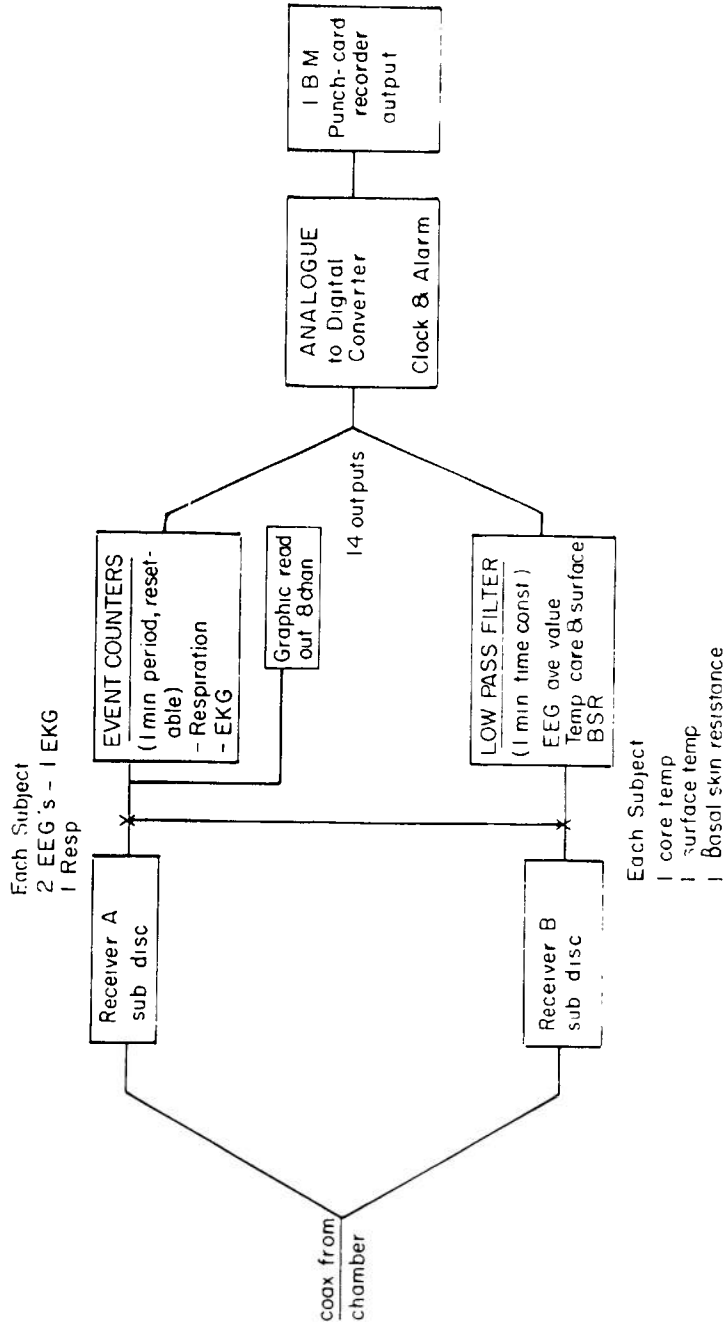 coax from
chamber
Each Subject
2 EEG's - 1 EKG
1 Resp
Receiver A
sub disc
EVENT COUNTERS
(1 min period, reset-
able)
- Respiration
- EKG
Graphic read
out 8chan
Receiver B
sub disc
LOW PASS FILTER
(1 min time const)
EEG ave value
Temp care & surface
BSR
Each Subject
1 core temp
1 surface temp
1 Basal skin resistance
14 outputs
ANALOGUE
to Digital
Converter
Clock & Alarm
IBM
Punch-card
recorder
output